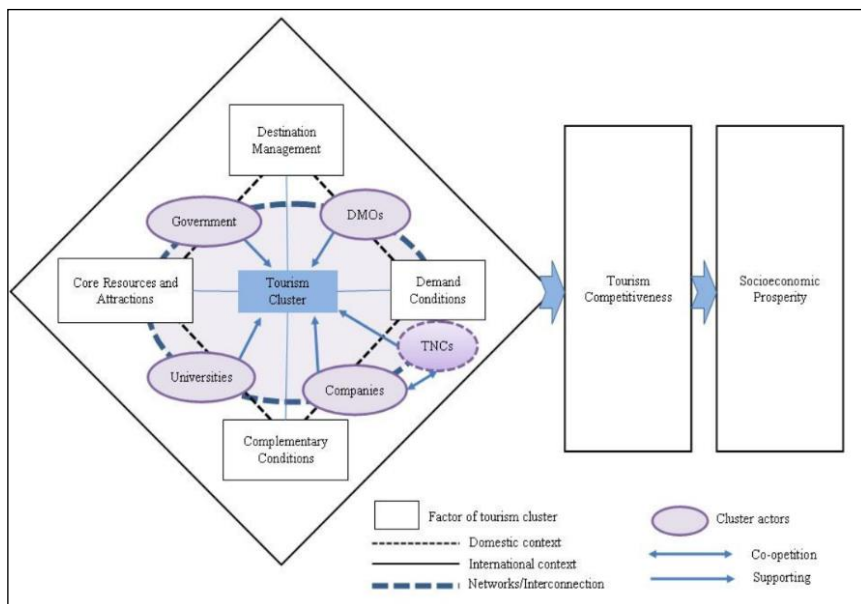 Destination
Management
Government
DMOs
Core Resources and
Attractions
Tourism
Cluster
Demand
Conditions
TNCs
Universities
Companies
Complementary
Conditions
Tourism
Competitiveness
Socioeconomic
Prosperity
Factor of tourism cluster
Domestic context
International context
Networks/Interconnection
Cluster actors
Co-opetition
Supporting